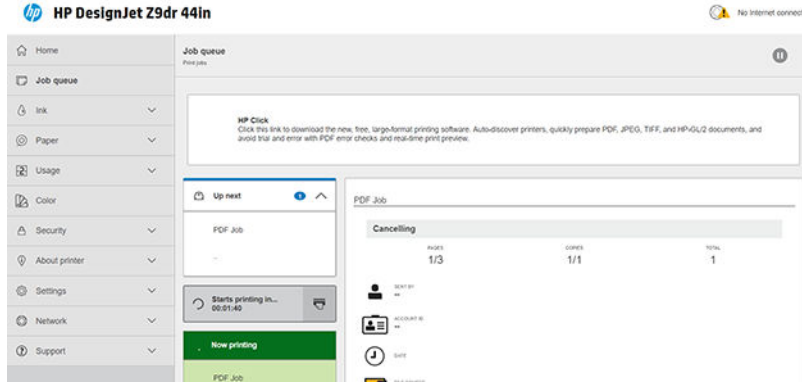 hp HP DesignJet Z9dr 44in
No Internet connect
Home
Job queue
Ink
Paper
Usage
Color
Security
About printer
Settings
Network
Support
Job queue
Print jobs
HP Click
Click this link to download the new, free, large-format printing software. Auto-discover printers, quickly prepare PDF, JPEG, TIFF, and HP-GL/2 documents, and
avoid trial and error with PDF error checks and real-time print preview.
Up next 1
PDF Job
--
Starts printing in...
00:01:40
Now printing
PDF Job
PDF Job
Cancelling
PAGES COPIES TOTAL
1/3 1/1 1
SENT BY
--
ACCOUNT ID
--
DATE